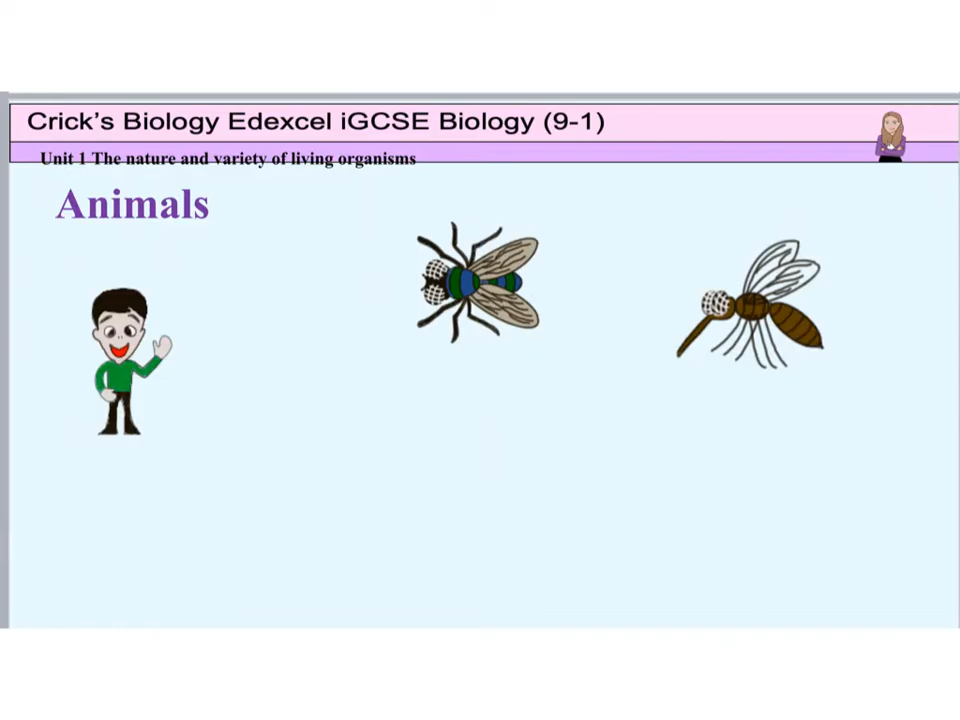 Crick's Biology Edexcel iGCSE Biology (9-1)
Unit 1 The nature and variety of living organisms
Animals